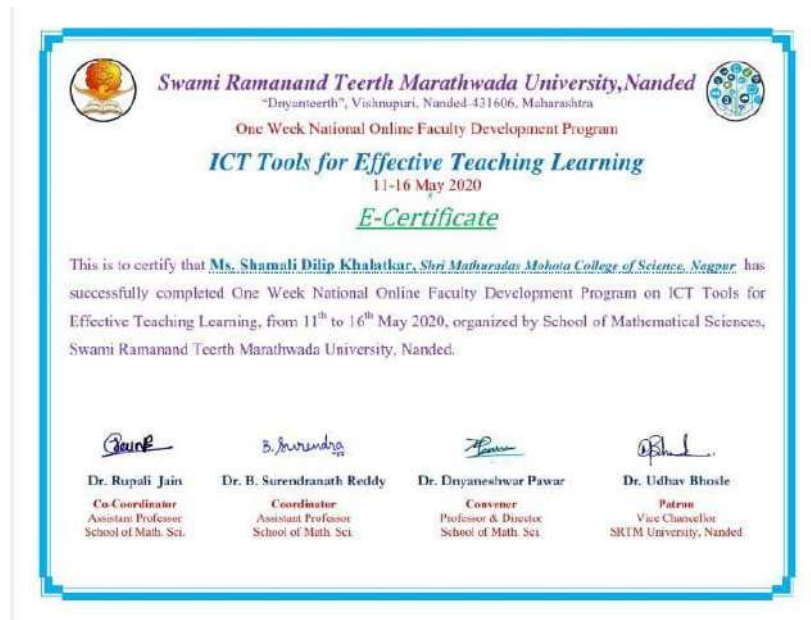 Swami Ramanand Teerth Marathwada University,Nanded
"Dnyanteerth", Vishnupuri, Nanded-431606, Maharashtra
One Week National Online Faculty Development Program
ICT Tools for Effective Teaching Learning
11-16 May 2020
E-Certificate
This is to certify that Ms. Shamali Dilip Khalatkar, Shri Mathuradas Mohota College of Science, Nagpur has
successfully completed One Week National Online Faculty Development Program on ICT Tools for
Effective Teaching Learning, from 11th to 16th May 2020, organized by School of Mathematical Sciences,
Swami Ramanand Teerth Marathwada University, Nanded.
B. Surendra
Dr. Rupali Jain Dr. B. Surendranath Reddy Dr. Dnyaneshwar Pawar Dr. Udhav Bhosle
Co-Coordinator Coordinator Convener Patron
Assistant Professor Assistant Professor Professor & Director Vice Chancellor
School of Math. Sci. School of Math. Sci. School of Math. Sci. SRTM University, Nanded